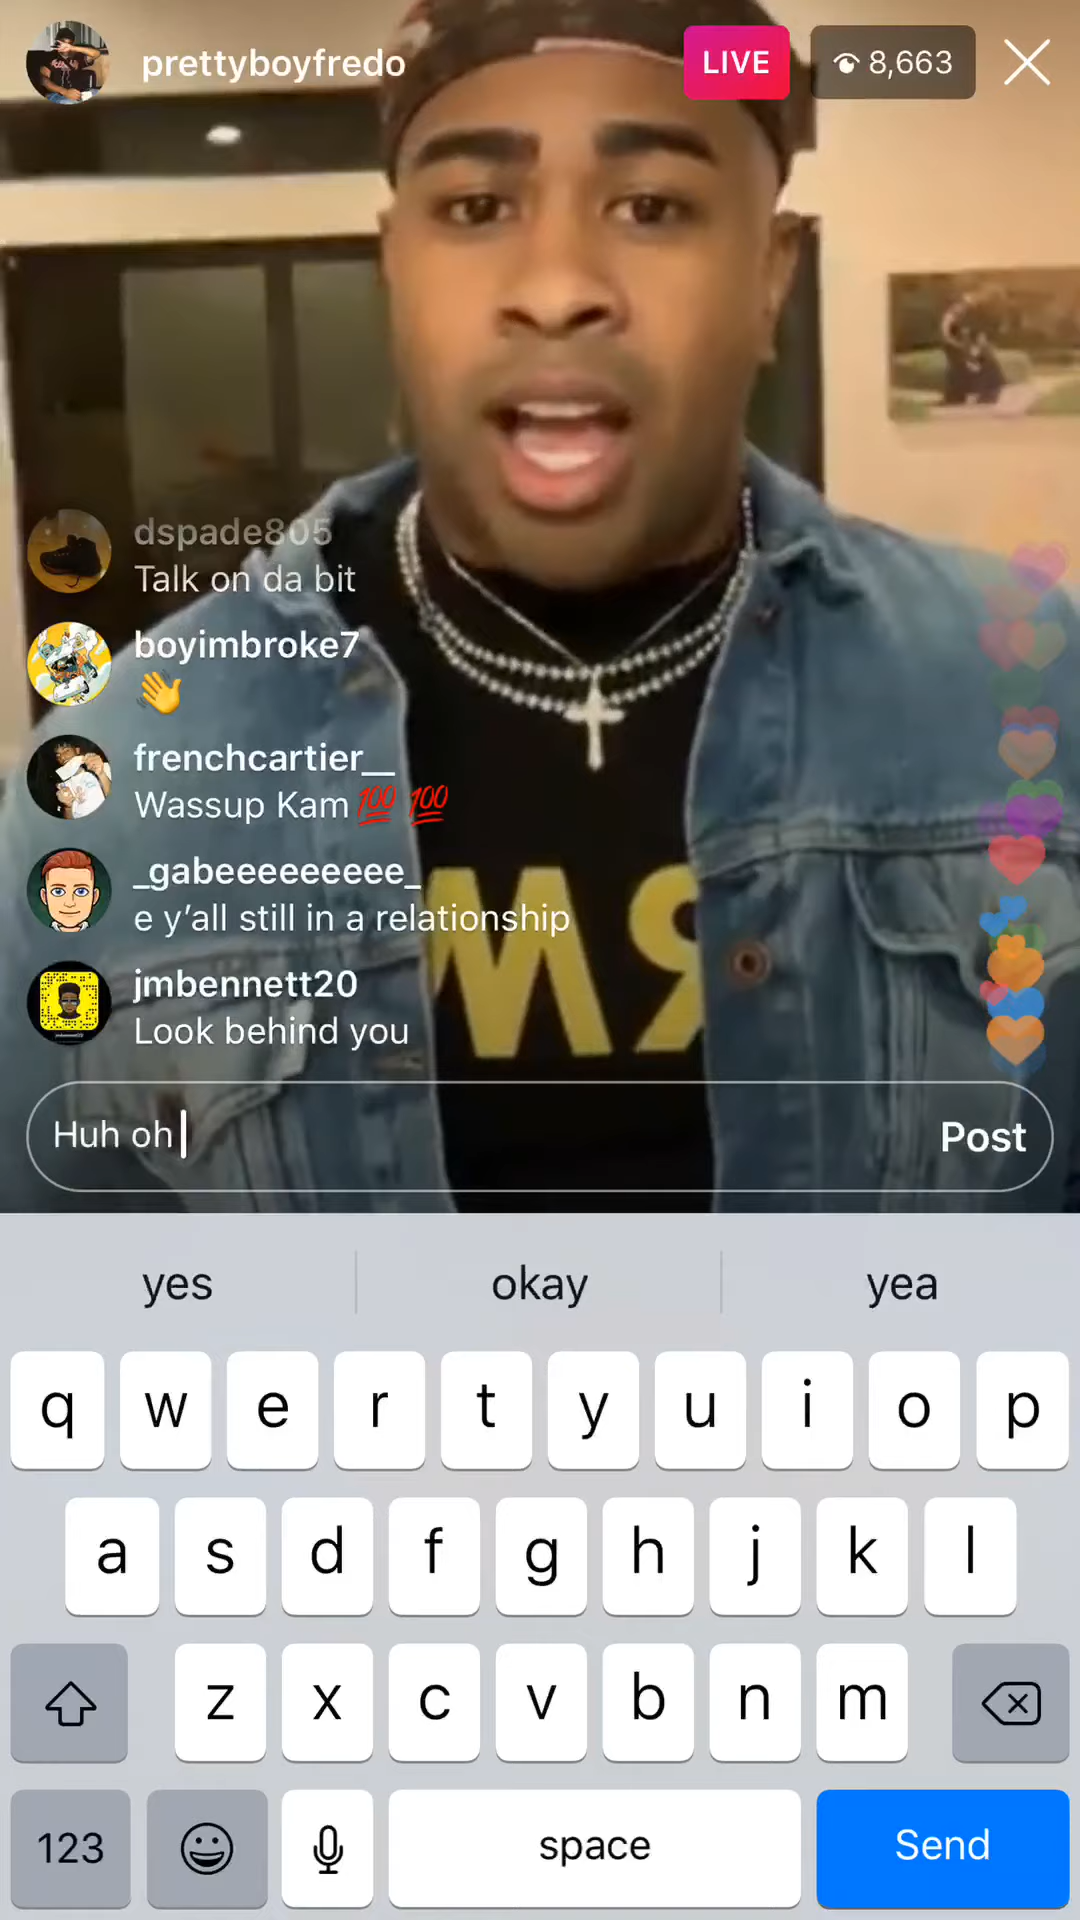 prettyboyfredo
LIVE
8,663
dspade805
Talk on da bit
boyimbroke7
👋
frenchcartier__
Wassup Kam💯💯
_gabeeeeeeeee_
e y’all still in a relationship
jmbennett20
Look behind you
Huh oh
Post
yes okay yea
q w e r t y u i o p
a s d f g h j k l
z x c v b n m
123 space Send